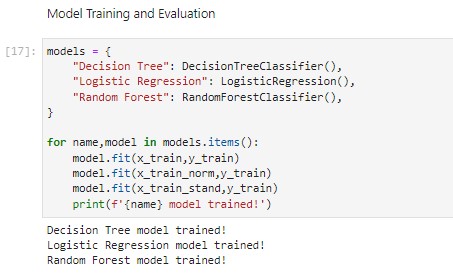 Model Training and Evaluation
[17]: models = {
    "Decision Tree": DecisionTreeClassifier(),
    "Logistic Regression": LogisticRegression(),
    "Random Forest": RandomForestClassifier(),
}
for name,model in models.items():
    model.fit(x_train,y_train)
    model.fit(x_train_norm,y_train)
    model.fit(x_train_stand,y_train)
    print(f'{name} model trained!')
Decision Tree model trained!
Logistic Regression model trained!
Random Forest model trained!